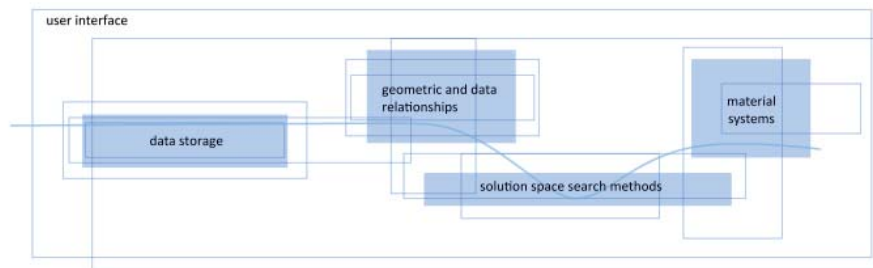 user interface
geometric and data
relationships
material
systems
data storage
solution space search methods